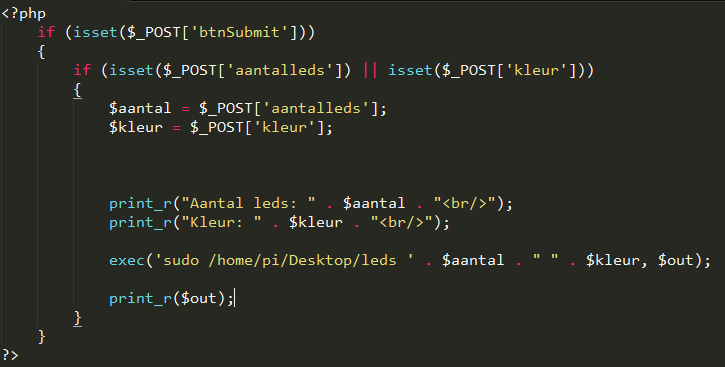 <?php
if (isset($_POST['btnSubmit']))
{
if (isset($_POST['aantalleds']) || isset($_POST['kleur']))
{
$aantal = $_POST['aantalleds'];
$kleur = $_POST['kleur'];
print_r("Aantal leds: " . $aantal . "<br/>");
print_r("Kleur: " . $kleur . "<br/>");
exec('sudo /home/pi/Desktop/leds ' . $aantal . " " . $kleur, $out);
print_r($out);
}
}
?>